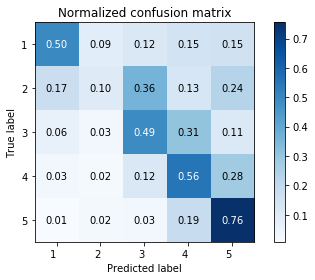 Normalized confusion matrix
1 0.50 0.09 0.12 0.15 0.15
2 0.17 0.10 0.36 0.13 0.24
3 0.06 0.03 0.49 0.31 0.11
4 0.03 0.02 0.12 0.56 0.28
5 0.01 0.02 0.03 0.19 0.76
1 2 3 4 5
True label
Predicted label
0.7
0.6
0.5
0.4
0.3
0.2
0.1